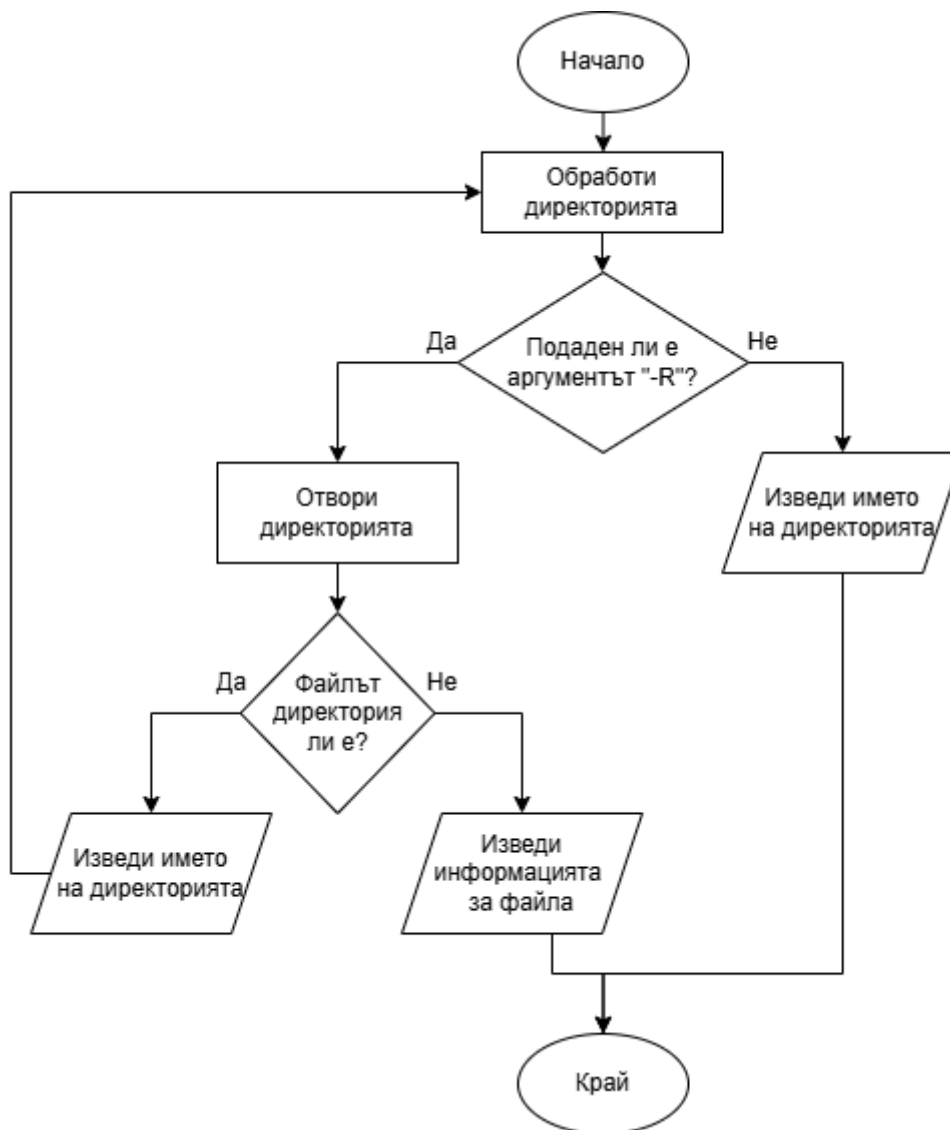 Начало
Обработи
директорията
Да
Не
Подаден ли е
аргументът "-R"?
Отвори
директорията
Изведи името
на директорията
Да
Не
Файлът
директория
ли е?
Изведи името
на директорията
Изведи
информацията
за файла
Край